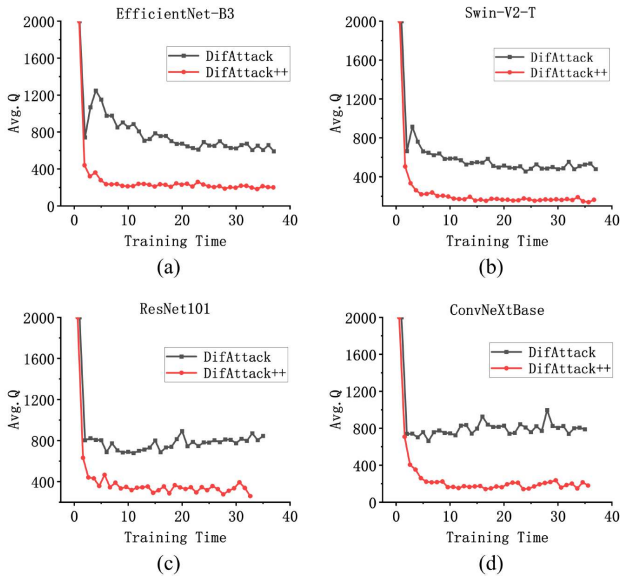 EfficientNet-B3
2000
1600
1200
800
400
0
Avg.Q
DifAttack
DifAttack++
0 10 20 30 40
Training Time
(a)
Swin-V2-T
2000
1600
1200
800
400
Avg.Q
DifAttack
DifAttack++
0 10 20 30 40
Training Time
(b)
ResNet101
2000
1600
1200
800
400
Avg.Q
DifAttack
DifAttack++
0 10 20 30 40
Training Time
(c)
ConvNeXtBase
2000
1600
1200
800
400
0
Avg.Q
DifAttack
DifAttack++
0 10 20 30 40
Training Time
(d)